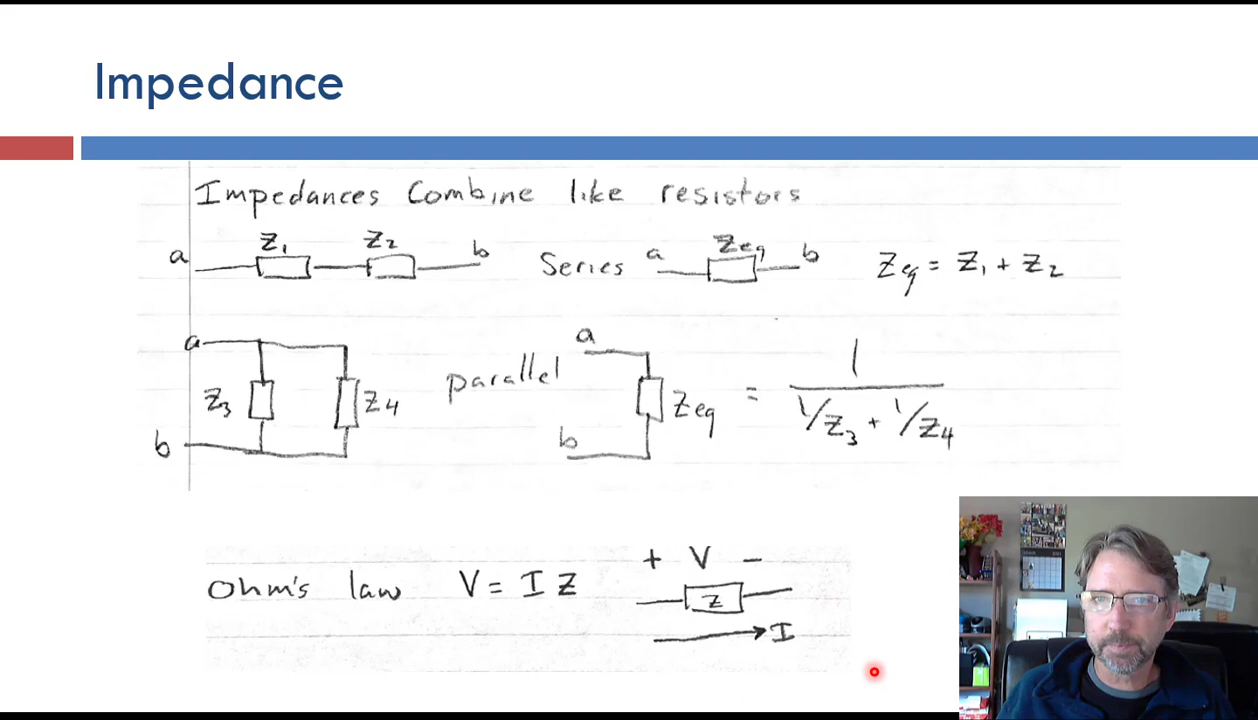 Impedance
Impedances Combine like resistors
a Z1 Z2 b Series a Zeq b Zeq = Z1 + Z2
a Z3 Z4 b parallel a b Zeq = 1 / (1/Z3 + 1/Z4)
Ohm's law V = I Z + V - Z I